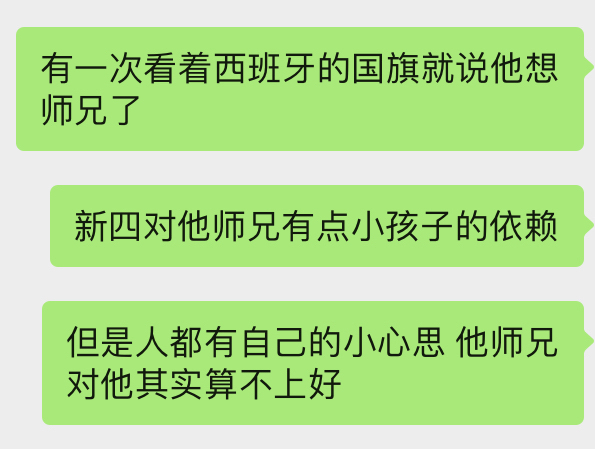 有一次看着西班牙的国旗就说他想
师兄了
新四对他师兄有点小孩子的依赖
但是人都有自己的小心思 他师兄
对他其实算不上好